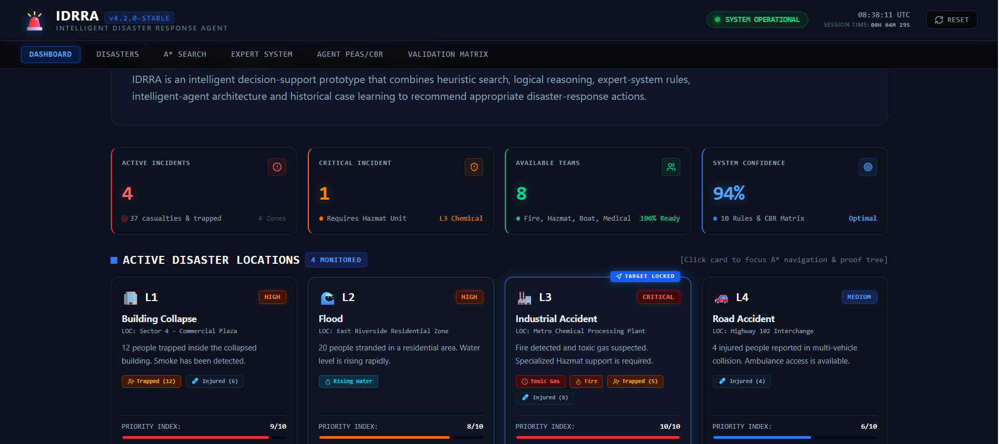 IDRRA v4.2.0-STABLE
INTELLIGENT DISASTER RESPONSE AGENT
SYSTEM OPERATIONAL
08:38:11 UTC
SESSION TIME: 00H 04M 29S
RESET
DASHBOARD DISASTERS A* SEARCH EXPERT SYSTEM AGENT PEAS/CBR VALIDATION MATRIX
IDRRA is an intelligent decision-support prototype that combines heuristic search, logical reasoning, expert-system rules,
intelligent-agent architecture and historical case learning to recommend appropriate disaster-response actions.
ACTIVE INCIDENTS
4
37 casualties & trapped 4 Zones
CRITICAL INCIDENT
1
Requires Hazmat Unit L3 Chemical
AVAILABLE TEAMS
8
Fire, Hazmat, Boat, Medical 100% Ready
SYSTEM CONFIDENCE
94%
10 Rules & CBR Matrix Optimal
ACTIVE DISASTER LOCATIONS 4 MONITORED
[Click card to focus A* navigation & proof tree]
L1 HIGH
Building Collapse
LOC: Sector 4 - Commercial Plaza
12 people trapped inside the collapsed
building. Smoke has been detected.
Trapped (12) Injured (6)
PRIORITY INDEX: 9/10
L2 HIGH
Flood
LOC: East Riverside Residential Zone
20 people stranded in a residential area. Water
level is rising rapidly.
Rising Water
PRIORITY INDEX: 8/10
TARGET LOCKED
L3 CRITICAL
Industrial Accident
LOC: Metro Chemical Processing Plant
Fire detected and toxic gas suspected.
Specialized Hazmat support is required.
Toxic Gas Fire Trapped (5)
Injured (8)
PRIORITY INDEX: 10/10
L4 MEDIUM
Road Accident
LOC: Highway 102 Interchange
4 injured people reported in multi-vehicle
collision. Ambulance access is available.
Injured (4)
PRIORITY INDEX: 6/10